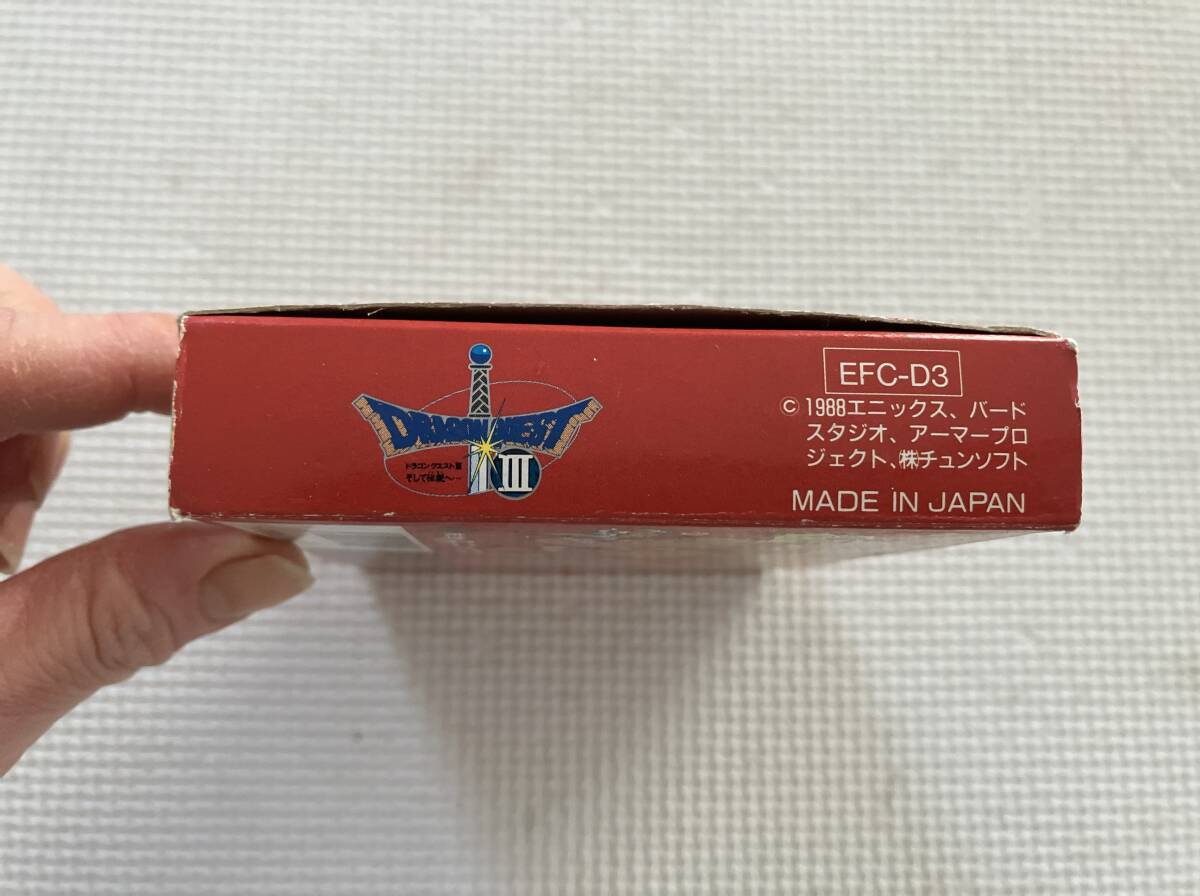 DRAGON QUEST
III
ドラゴンクエストIII
そして伝説へ…
EFC-D3
© 1988エニックス、バード
スタジオ、アーマープロ
ジェクト、㈱チュンソフト
MADE IN JAPAN